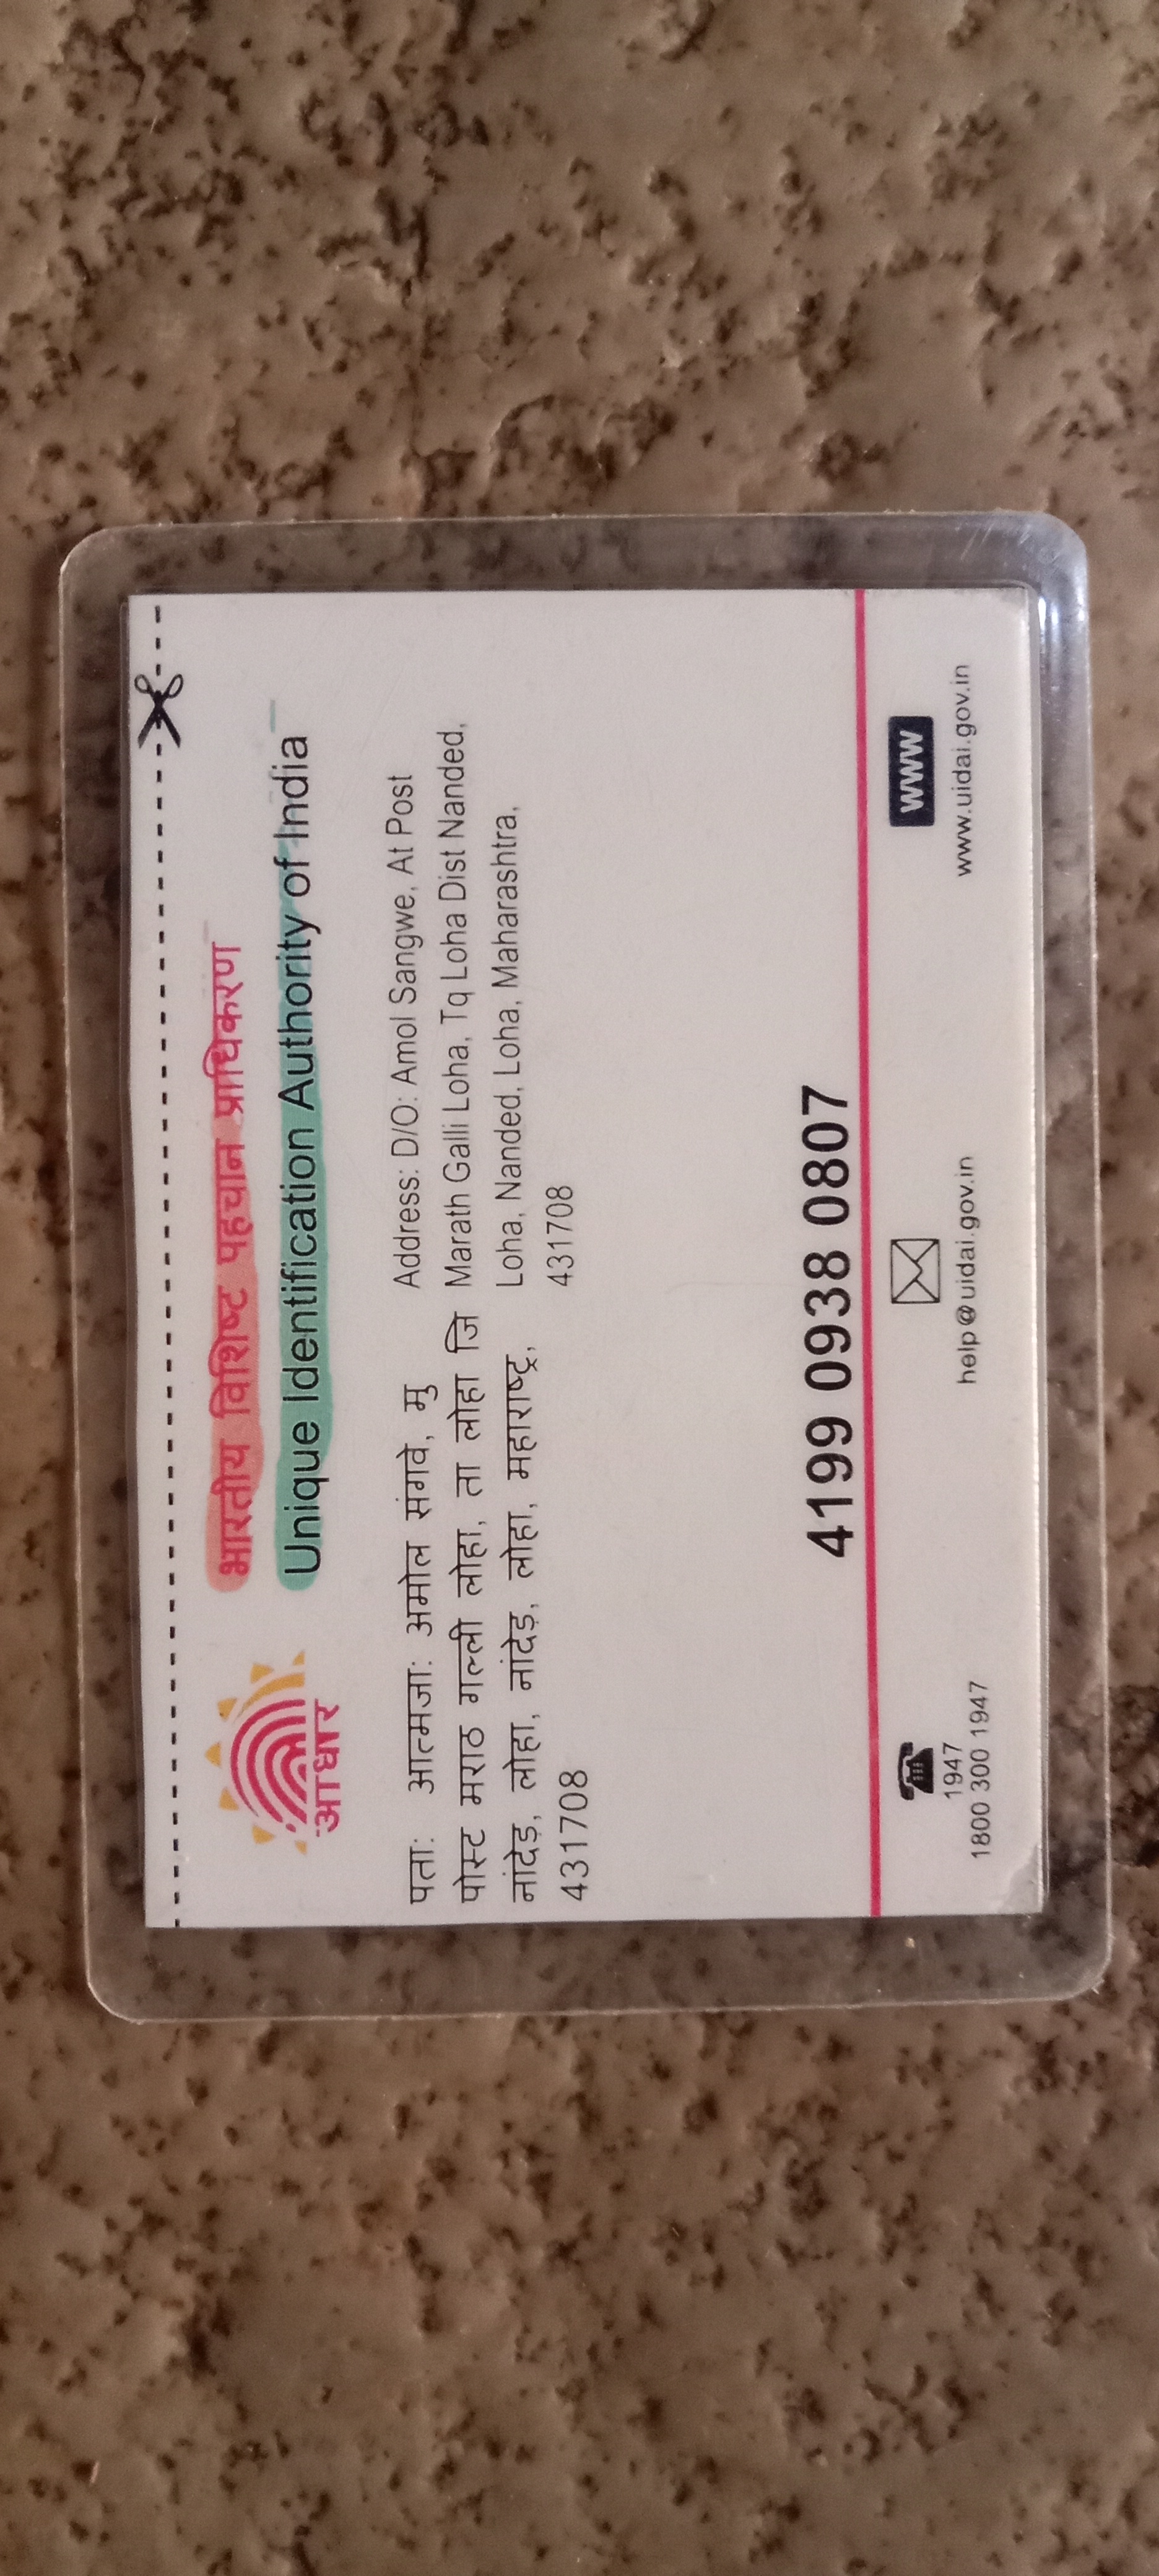 भारतीय विशिष्ट पहचान प्राधिकरण
Unique Identification Authority of India
आधार
पता: आत्मजा: अमोल संगवे, मु
पोस्ट मराठ गल्ली लोहा, ता लोहा जि
नांदेड़, लोहा, नांदेड़, लोहा, महाराष्ट्र,
431708
Address: D/O: Amol Sangwe, At Post
Marath Galli Loha, Tq Loha Dist Nanded,
Loha, Nanded, Loha, Maharashtra,
431708
4199 0938 0807
1947
1800 300 1947
help@uidai.gov.in
www
www.uidai.gov.in